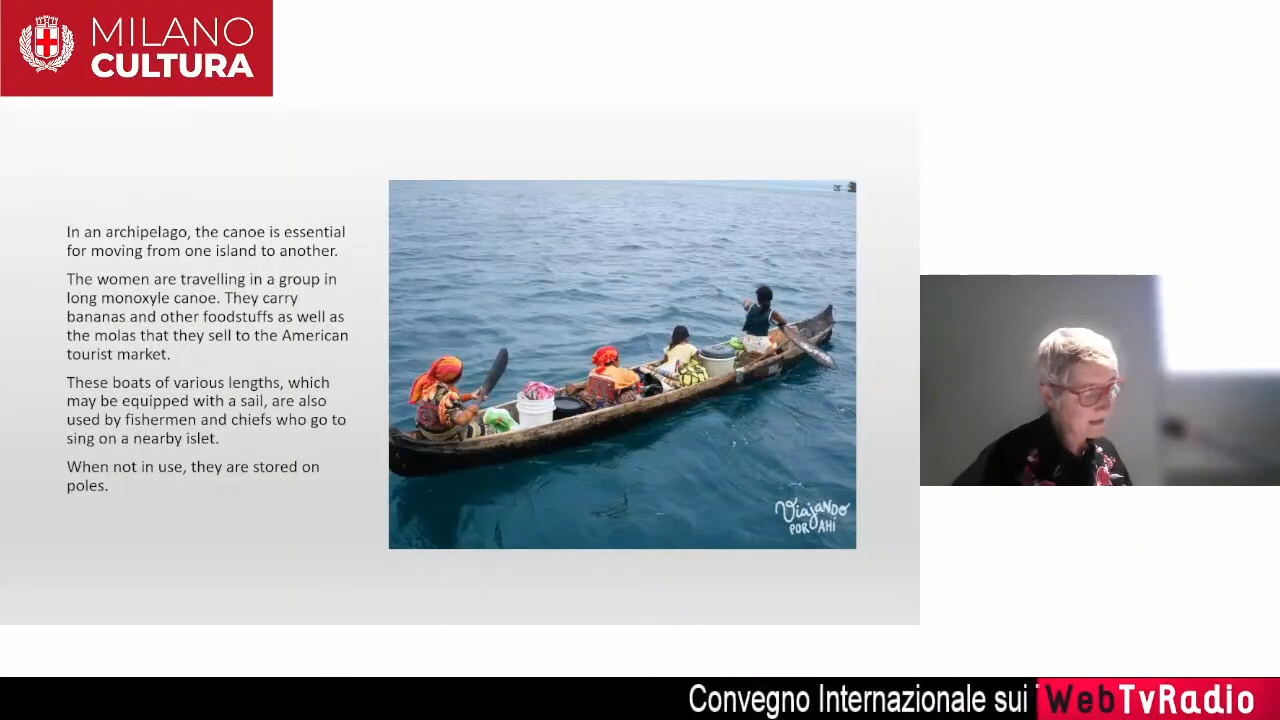 MILANO
CULTURA
In an archipelago, the canoe is essential
for moving from one island to another.
The women are travelling in a group in
long monoxyle canoe. They carry
bananas and other foodstuffs as well as
the molas that they sell to the American
tourist market.
These boats of various lengths, which
may be equipped with a sail, are also
used by fishermen and chiefs who go to
sing on a nearby islet.
When not in use, they are stored on
poles.
ViajANDO
POR AHÍ
Convegno Internazionale sui
WebTvRadio